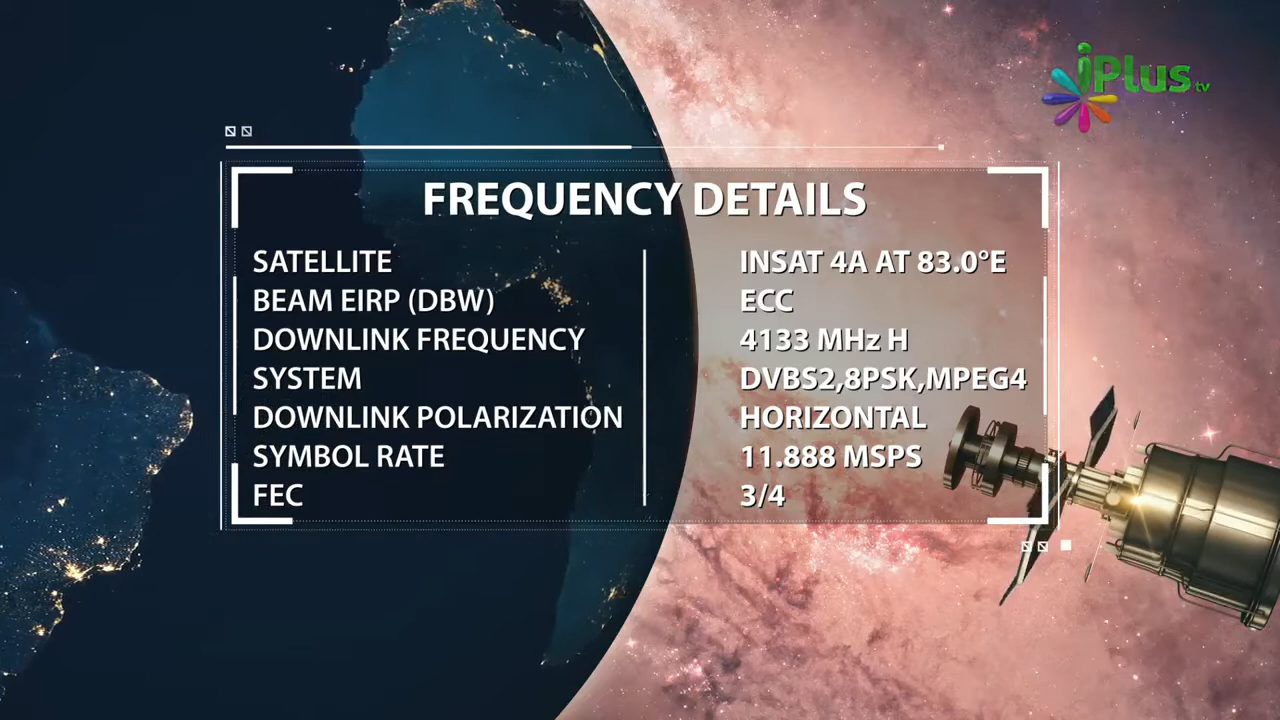 iPlus tv
FREQUENCY DETAILS
SATELLITE INSAT 4A AT 83.0°E
BEAM EIRP (DBW) ECC
DOWNLINK FREQUENCY 4133 MHz H
SYSTEM DVBS2,8PSK,MPEG4
DOWNLINK POLARIZATION HORIZONTAL
SYMBOL RATE 11.888 MSPS
FEC 3/4